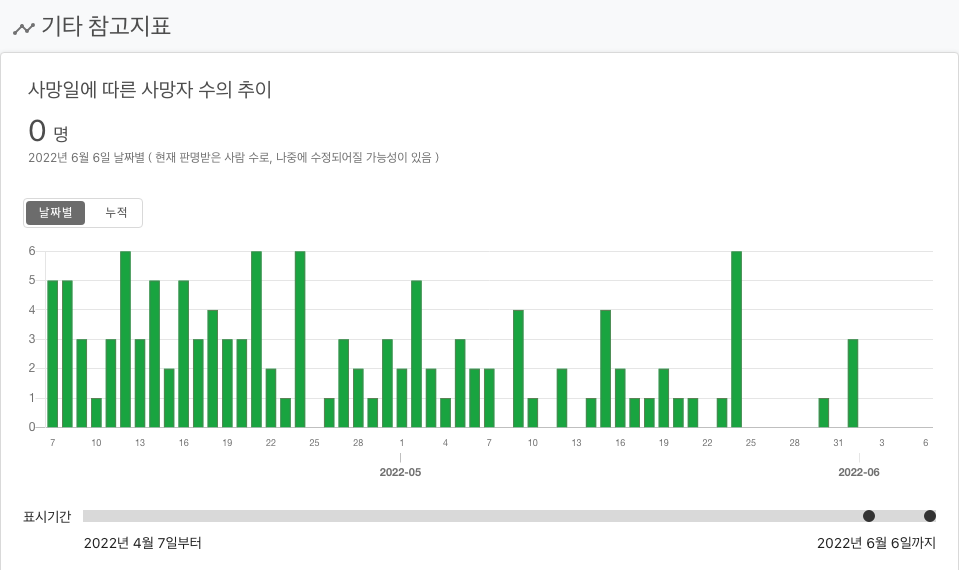 기타 참고지표
사망일에 따른 사망자 수의 추이
0 명
2022년 6월 6일 날짜별 ( 현재 판명받은 사람 수로, 나중에 수정되어질 가능성이 있음 )
날짜별 누적
6
5
4
3
2
1
0
7 10 13 16 19 22 25 28 1 4 7 10 13 16 19 22 25 28 31 3 6
2022-05 2022-06
표시기간
2022년 4월 7일부터 2022년 6월 6일까지